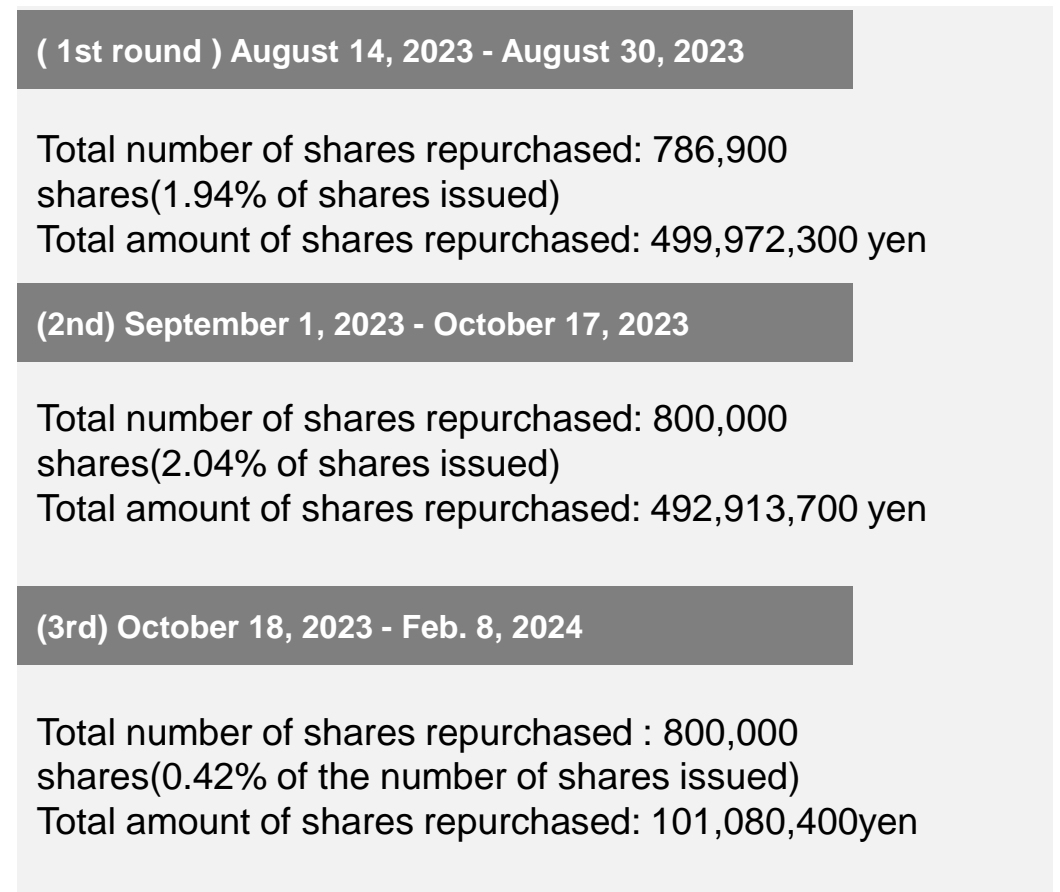 ( 1st round ) August 14, 2023 - August 30, 2023
Total number of shares repurchased: 786,900
shares(1.94% of shares issued)
Total amount of shares repurchased: 499,972,300 yen
(2nd) September 1, 2023 - October 17, 2023
Total number of shares repurchased: 800,000
shares(2.04% of shares issued)
Total amount of shares repurchased: 492,913,700 yen
(3rd) October 18, 2023 - Feb. 8, 2024
Total number of shares repurchased : 800,000
shares(0.42% of the number of shares issued)
Total amount of shares repurchased: 101,080,400yen